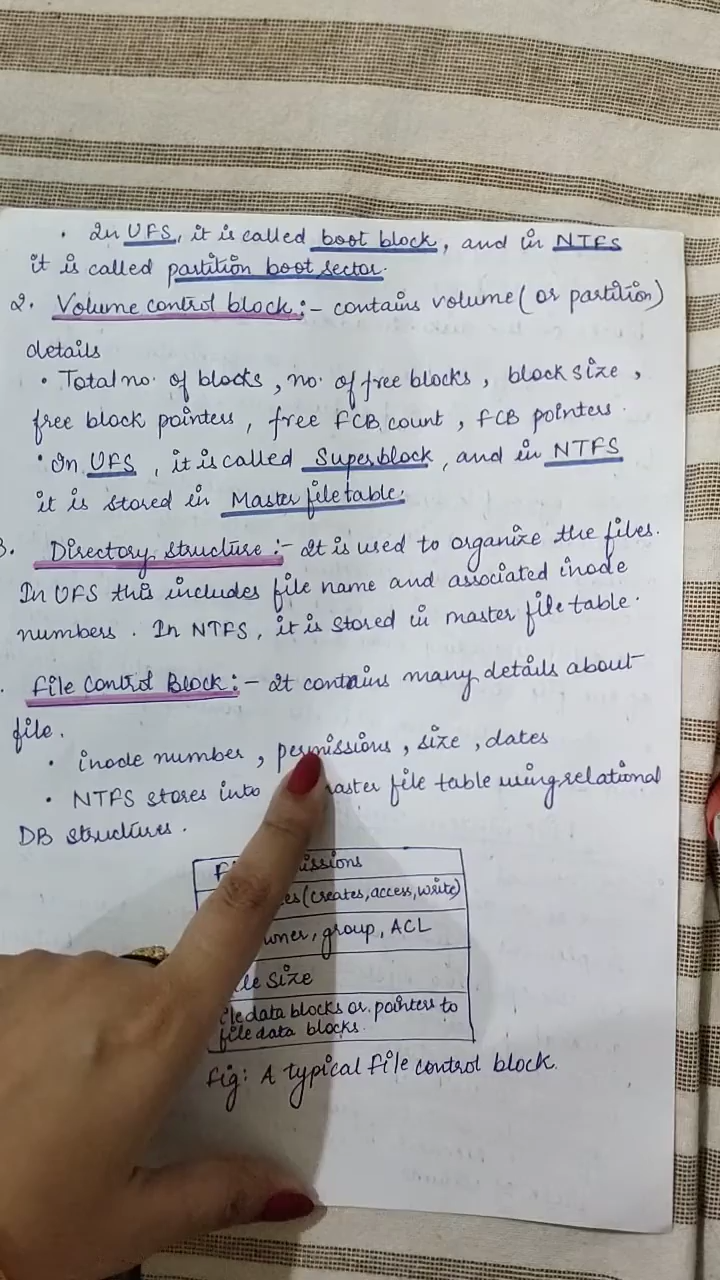 · In UFS, it is called boot block, and in NTFS
it is called partition boot sector.
2. Volume control block:- contains volume (or partition)
details
· Total no. of blocks, no. of free blocks, block size,
free block pointers, free FCB count, FCB pointers.
· In UFS, it is called Superblock, and in NTFS
it is stored in Master file table.
3. Directory structure:- It is used to organize the files.
In UFS this includes file name and associated inode
numbers. In NTFS, it is stored in master file table.
. File Control Block:- It contains many details about
file.
· inode number, permissions, size, dates
· NTFS stores into master file table using relational
DB structures.
(creates, access, write)
group, ACL
Size
data blocks or pointers to
file data blocks.
Fig: A typical file control block.